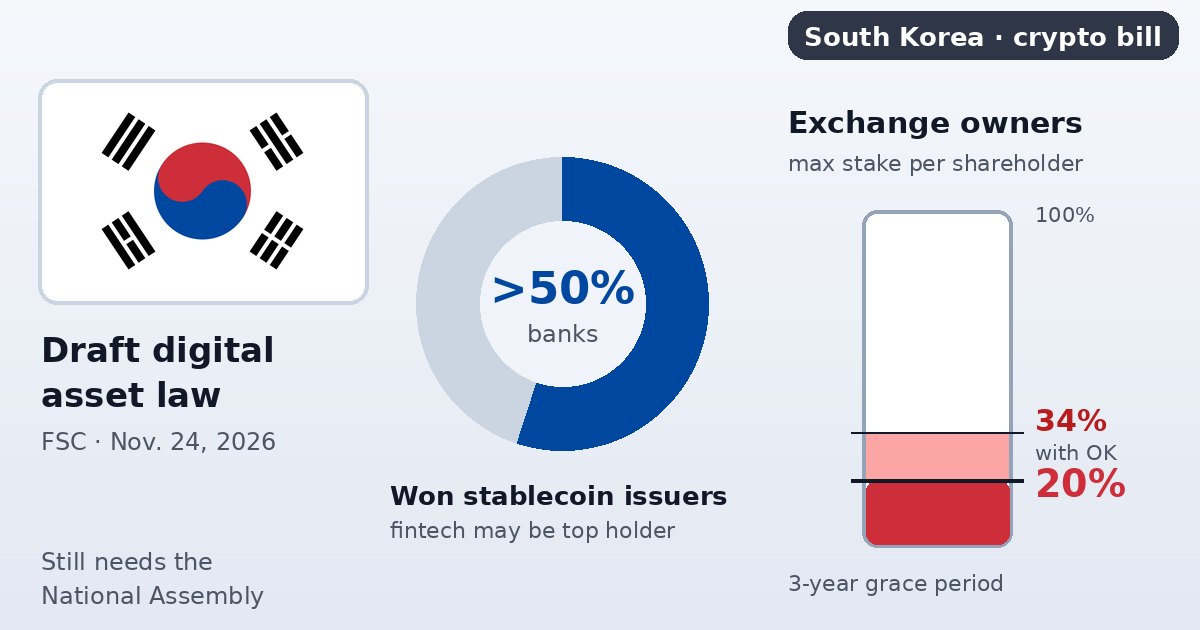 South Korea · crypto bill
Draft digital
asset law
FSC · Nov. 24, 2026
Still needs the
National Assembly
>50%
banks
Won stablecoin issuers
fintech may be top holder
Exchange owners
max stake per shareholder
100%
34%
with OK
20%
3-year grace period